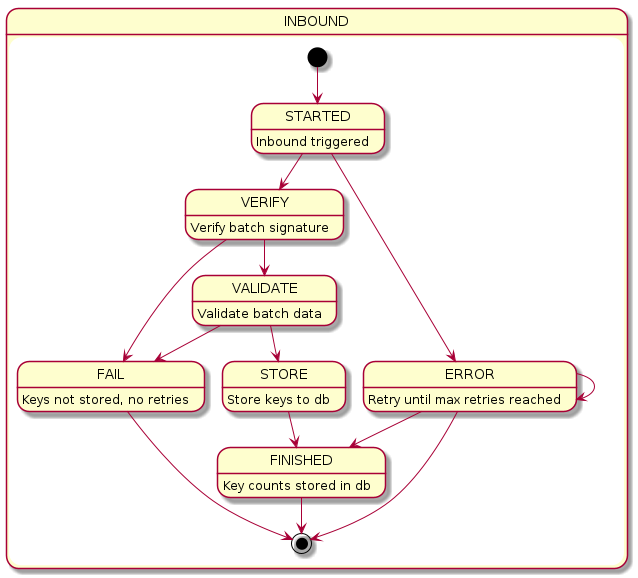 INBOUND
STARTED
Inbound triggered
VERIFY
Verify batch signature
VALIDATE
Validate batch data
FAIL
Keys not stored, no retries
STORE
Store keys to db
ERROR
Retry until max retries reached
FINISHED
Key counts stored in db